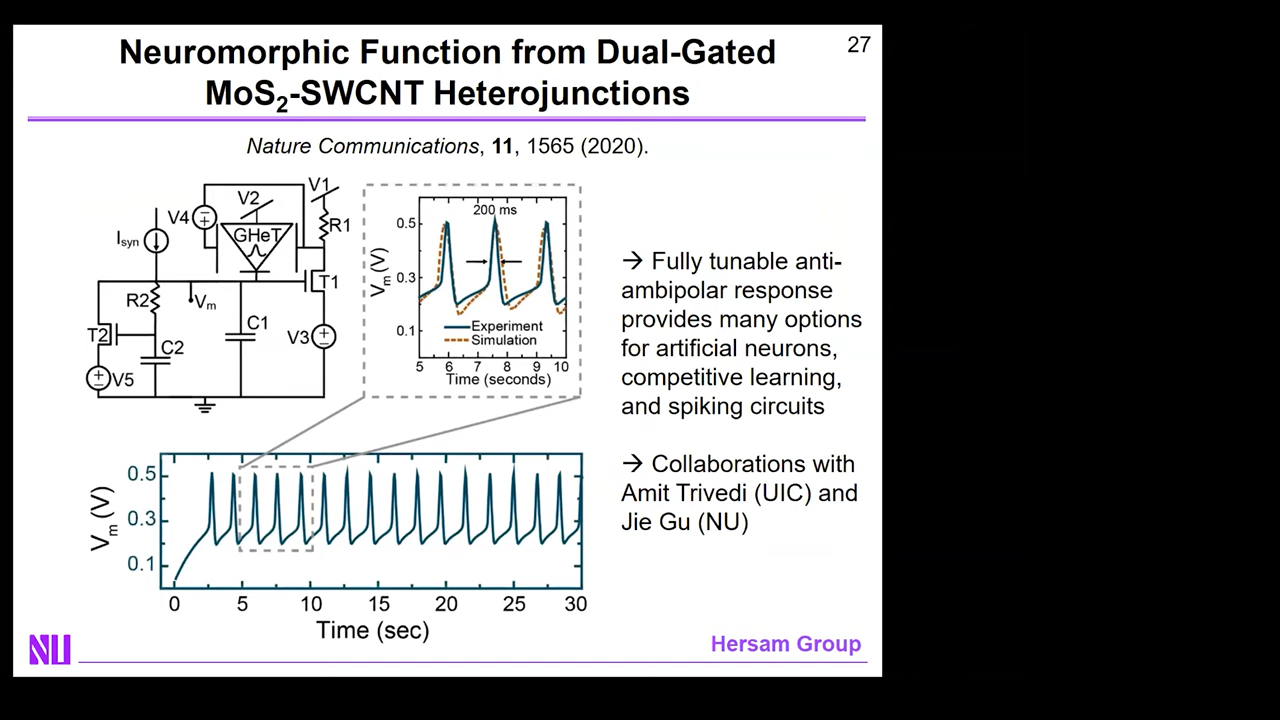 Neuromorphic Function from Dual-Gated
MoS2-SWCNT Heterojunctions
27
Nature Communications, 11, 1565 (2020).
V1
V2
V4
R1
GHeT
Isyn
T1
R2
Vm
C1
T2
C2
V3
V5
200 ms
0.5
0.3
0.1
Vm (V)
Experiment
Simulation
5 6 7 8 9 10
Time (seconds)
→ Fully tunable anti-
ambipolar response
provides many options
for artificial neurons,
competitive learning,
and spiking circuits
→ Collaborations with
Amit Trivedi (UIC) and
Jie Gu (NU)
0.5
0.3
0.1
Vm (V)
0 5 10 15 20 25 30
Time (sec)
NU
Hersam Group